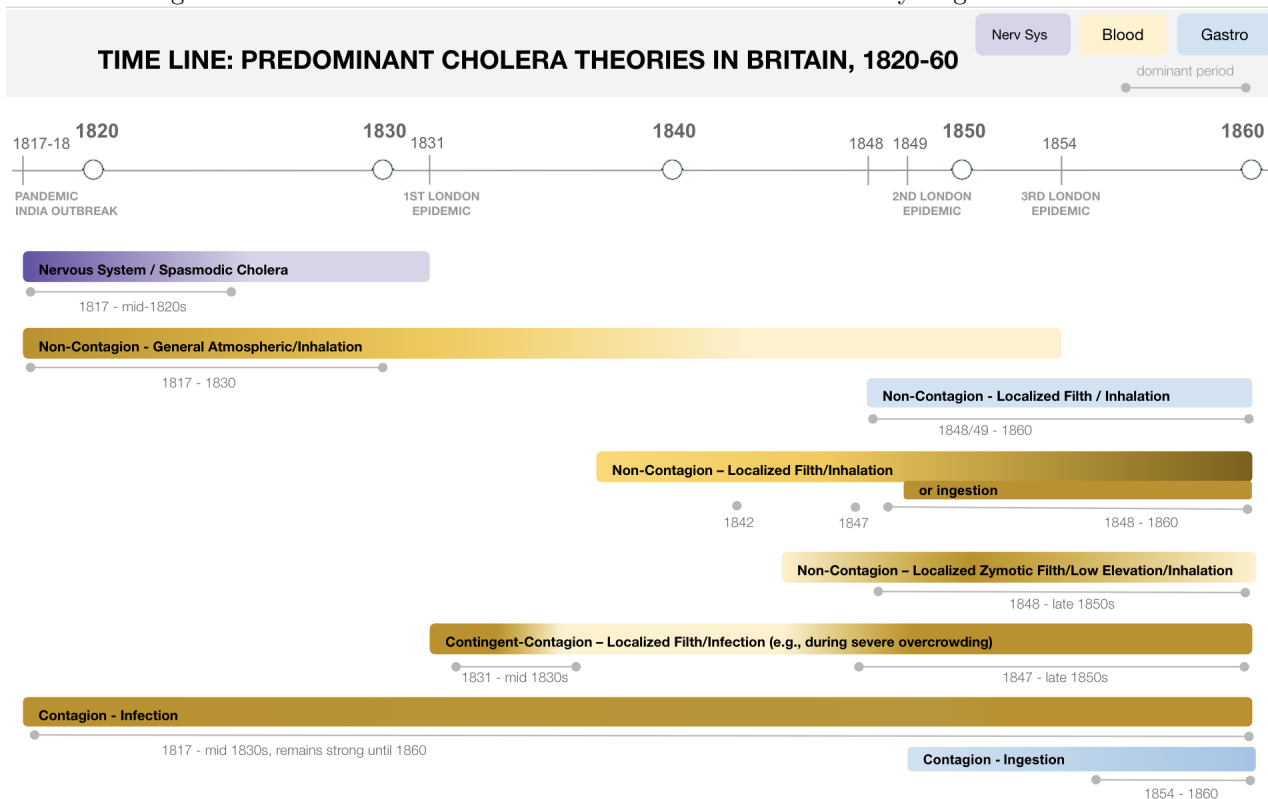 Nerv Sys
Blood
Gastro
TIME LINE: PREDOMINANT CHOLERA THEORIES IN BRITAIN, 1820-60
dominant period
1817-18
1820
1830
1831
1840
1848
1849
1850
1854
1860
PANDEMIC
INDIA OUTBREAK
1ST LONDON
EPIDEMIC
2ND LONDON
EPIDEMIC
3RD LONDON
EPIDEMIC
Nervous System / Spasmodic Cholera
1817 - mid-1820s
Non-Contagion - General Atmospheric/Inhalation
1817 - 1830
Non-Contagion - Localized Filth / Inhalation
1848/49 - 1860
Non-Contagion – Localized Filth/Inhalation
or ingestion
1842
1847
1848 - 1860
Non-Contagion – Localized Zymotic Filth/Low Elevation/Inhalation
1848 - late 1850s
Contingent-Contagion – Localized Filth/Infection (e.g., during severe overcrowding)
1831 - mid 1830s
1847 - late 1850s
Contagion - Infection
1817 - mid 1830s, remains strong until 1860
Contagion - Ingestion
1854 - 1860